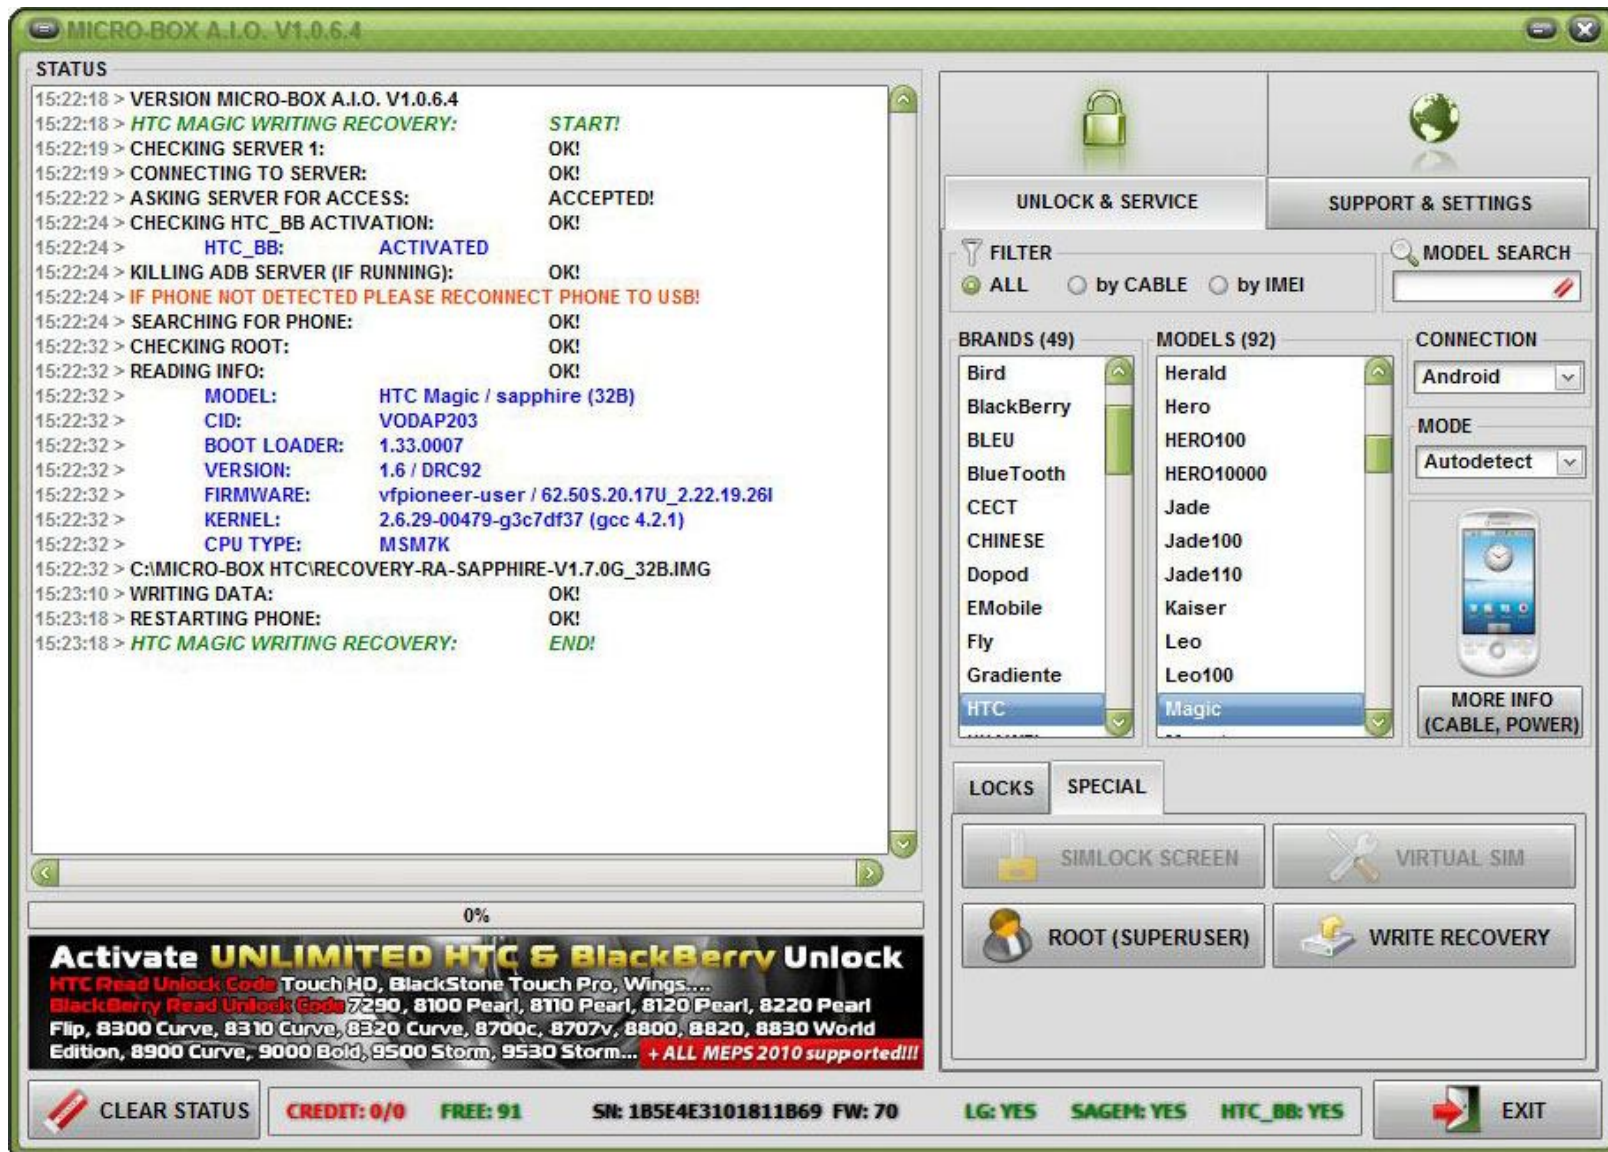 MICRO-BOX A.I.O. V1.0.6.4
STATUS
15:22:18 > VERSION MICRO-BOX A.I.O. V1.0.6.4
15:22:18 > HTC MAGIC WRITING RECOVERY: START!
15:22:19 > CHECKING SERVER 1: OK!
15:22:19 > CONNECTING TO SERVER: OK!
15:22:22 > ASKING SERVER FOR ACCESS: ACCEPTED!
15:22:24 > CHECKING HTC_BB ACTIVATION: OK!
15:22:24 > HTC_BB: ACTIVATED
15:22:24 > KILLING ADB SERVER (IF RUNNING): OK!
15:22:24 > IF PHONE NOT DETECTED PLEASE RECONNECT PHONE TO USB!
15:22:24 > SEARCHING FOR PHONE: OK!
15:22:32 > CHECKING ROOT: OK!
15:22:32 > READING INFO: OK!
15:22:32 > MODEL: HTC Magic / sapphire (32B)
15:22:32 > CID: VODAP203
15:22:32 > BOOT LOADER: 1.33.0007
15:22:32 > VERSION: 1.6 / DRC92
15:22:32 > FIRMWARE: vfpioneer-user / 62.50S.20.17U_2.22.19.26I
15:22:32 > KERNEL: 2.6.29-00479-g3c7df37 (gcc 4.2.1)
15:22:32 > CPU TYPE: MSM7K
15:22:32 > C:\MICRO-BOX HTC\RECOVERY-RA-SAPPHIRE-V1.7.0G_32B.IMG
15:23:10 > WRITING DATA: OK!
15:23:18 > RESTARTING PHONE: OK!
15:23:18 > HTC MAGIC WRITING RECOVERY: END!
0%
Activate UNLIMITED HTC & BlackBerry Unlock
HTC Read Unlock Code Touch HD, BlackStone Touch Pro, Wings....
BlackBerry Read Unlock Code 7290, 8100 Pearl, 8110 Pearl, 8120 Pearl, 8220 Pearl
Flip, 8300 Curve, 8310 Curve, 8320 Curve, 8700c, 8707v, 8800, 8820, 8830 World
Edition, 8900 Curve, 9000 Bold, 9500 Storm, 9530 Storm... + ALL MEPS 2010 supported!!!
UNLOCK & SERVICE
SUPPORT & SETTINGS
FILTER
ALL by CABLE by IMEI
MODEL SEARCH
BRANDS (49)
Bird
BlackBerry
BLEU
BlueTooth
CECT
CHINESE
Dopod
EMobile
Fly
Gradiente
HTC
MODELS (92)
Herald
Hero
HERO100
HERO10000
Jade
Jade100
Jade110
Kaiser
Leo
Leo100
Magic
CONNECTION
Android
MODE
Autodetect
MORE INFO
(CABLE, POWER)
LOCKS SPECIAL
SIMLOCK SCREEN
VIRTUAL SIM
ROOT (SUPERUSER)
WRITE RECOVERY
CLEAR STATUS
CREDIT: 0/0 FREE: 91 SN: 1B5E4E3101811B69 FW: 70 LG: YES SAGEM: YES HTC_BB: YES
EXIT